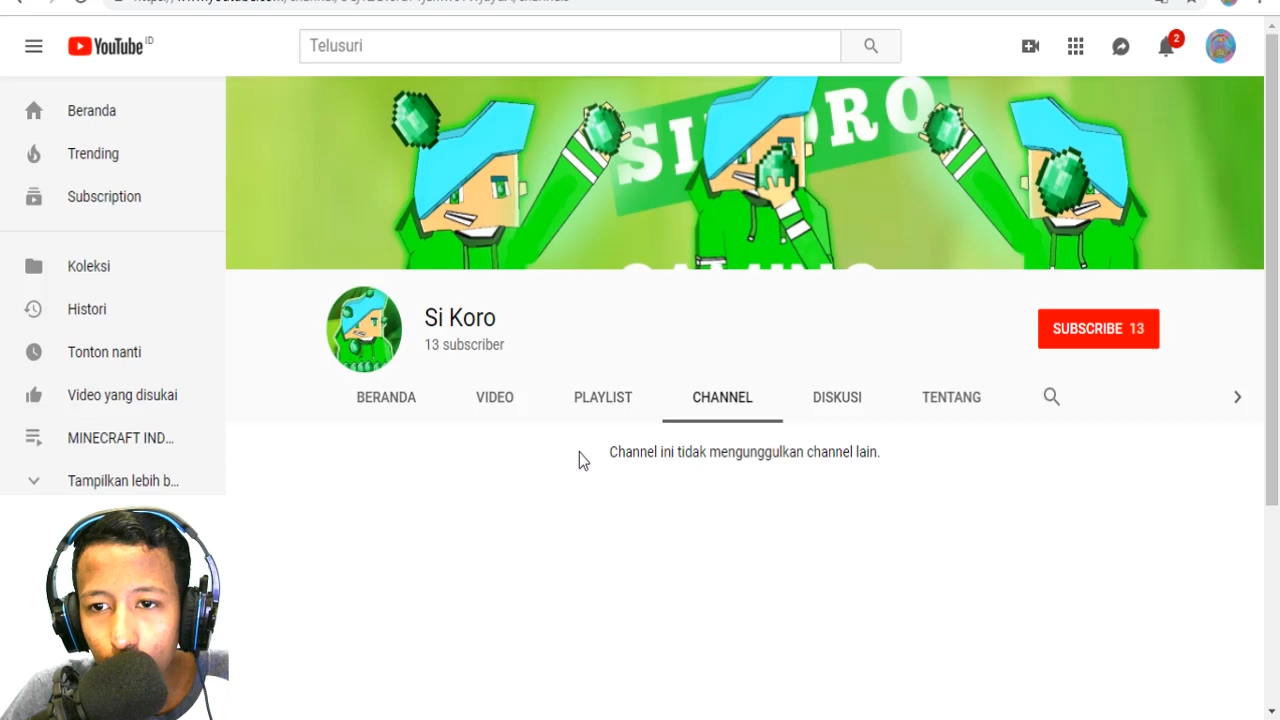 YouTube ID
Telusuri
2
Beranda
Trending
Subscription
Koleksi
Histori
Tonton nanti
Video yang disukai
MINECRAFT IND...
Tampilkan lebih b...
Si Koro
13 subscriber
SUBSCRIBE 13
BERANDA
VIDEO
PLAYLIST
CHANNEL
DISKUSI
TENTANG
Channel ini tidak mengunggulkan channel lain.